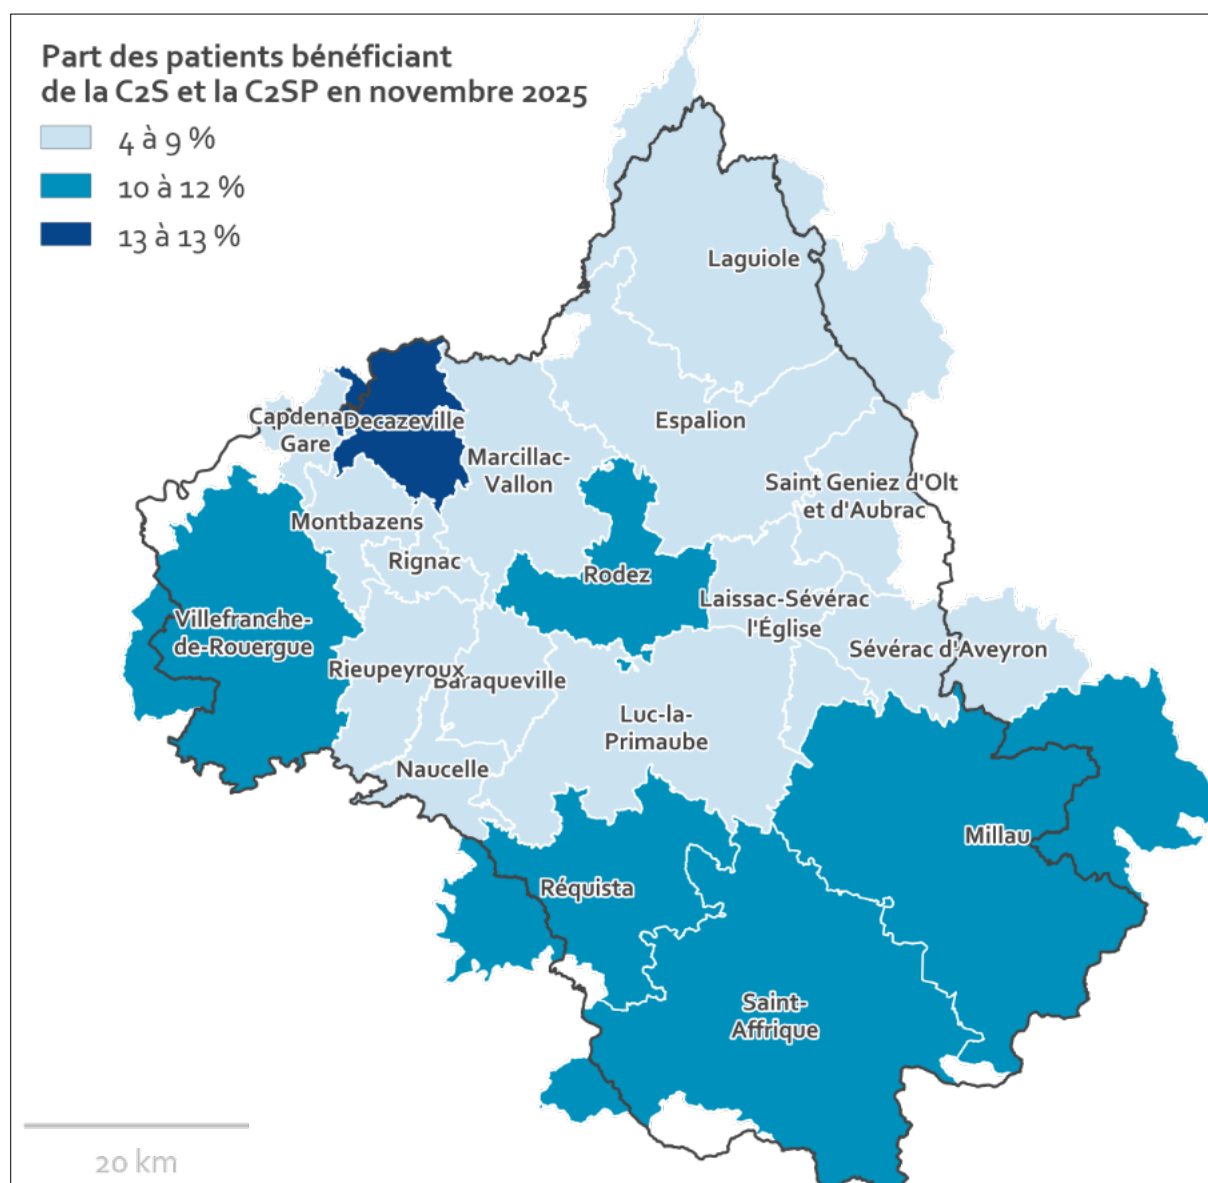 Part des patients bénéficiant
de la C2S et la C2SP en novembre 2025
4 à 9 %
10 à 12 %
13 à 13 %
Laguiole
Espalion
Capdena
Gare
Decazeville
Marcillac-
Vallon
Saint Geniez d'Olt
et d'Aubrac
Montbazens
Rignac
Rodez
Laissac-Sévérac
l'Église
Villefranche-
de-Rouergue
Sévérac d'Aveyron
Rieupeyroux
Baraqueville
Luc-la-
Primaube
Naucelle
Millau
Réquista
Saint-
Affrique
20 km